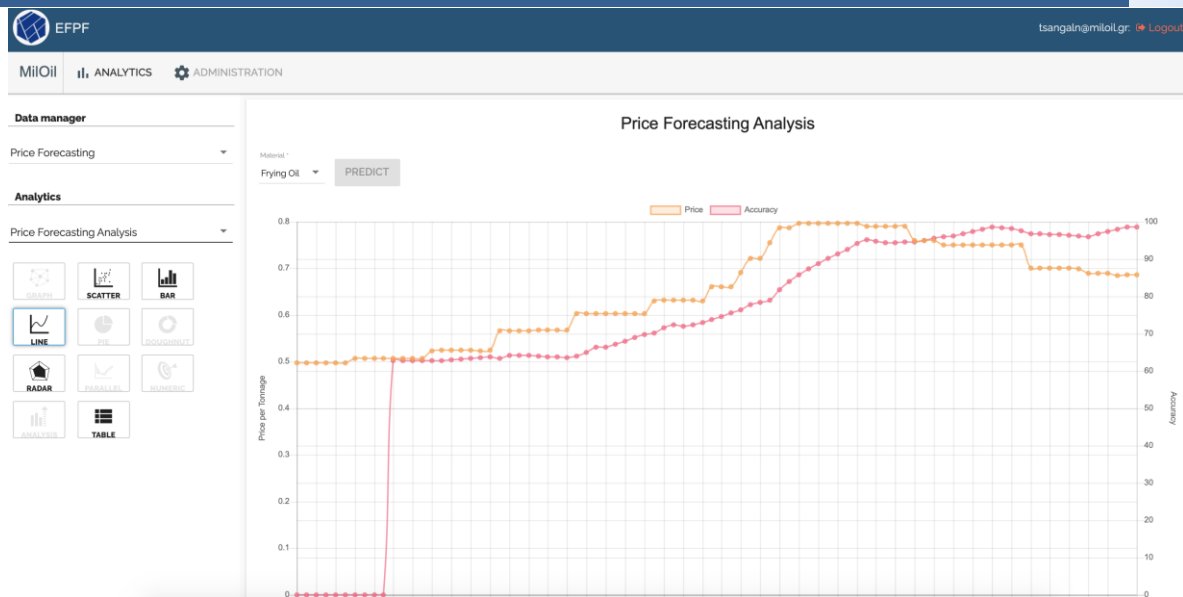 EFPF
tsangaln@miloil.gr: Logout
MilOil ANALYTICS ADMINISTRATION
Data manager
Price Forecasting
Analytics
Price Forecasting Analysis
GRAPH SCATTER BAR
LINE PIE DOUGHNUT
RADAR PARALLEL NUMERIC
ANALYSIS TABLE
Price Forecasting Analysis
Material *
Frying Oil PREDICT
Price Accuracy
0.8
0.7
0.6
0.5
0.4
0.3
0.2
0.1
0
Price per Tonnage
100
90
80
70
60
50
40
30
20
10
0
Accuracy